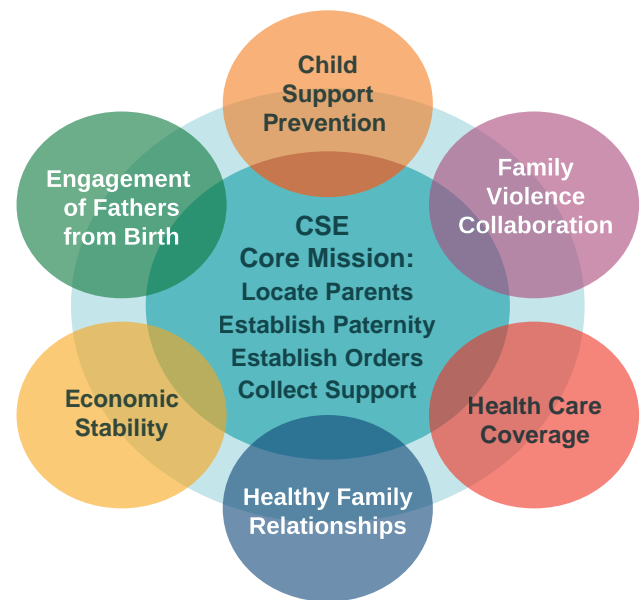 Child
Support
Prevention
Engagement
of Fathers
from Birth
Family
Violence
Collaboration
CSE
Core Mission:
Locate Parents
Establish Paternity
Establish Orders
Collect Support
Economic
Stability
Health Care
Coverage
Healthy Family
Relationships